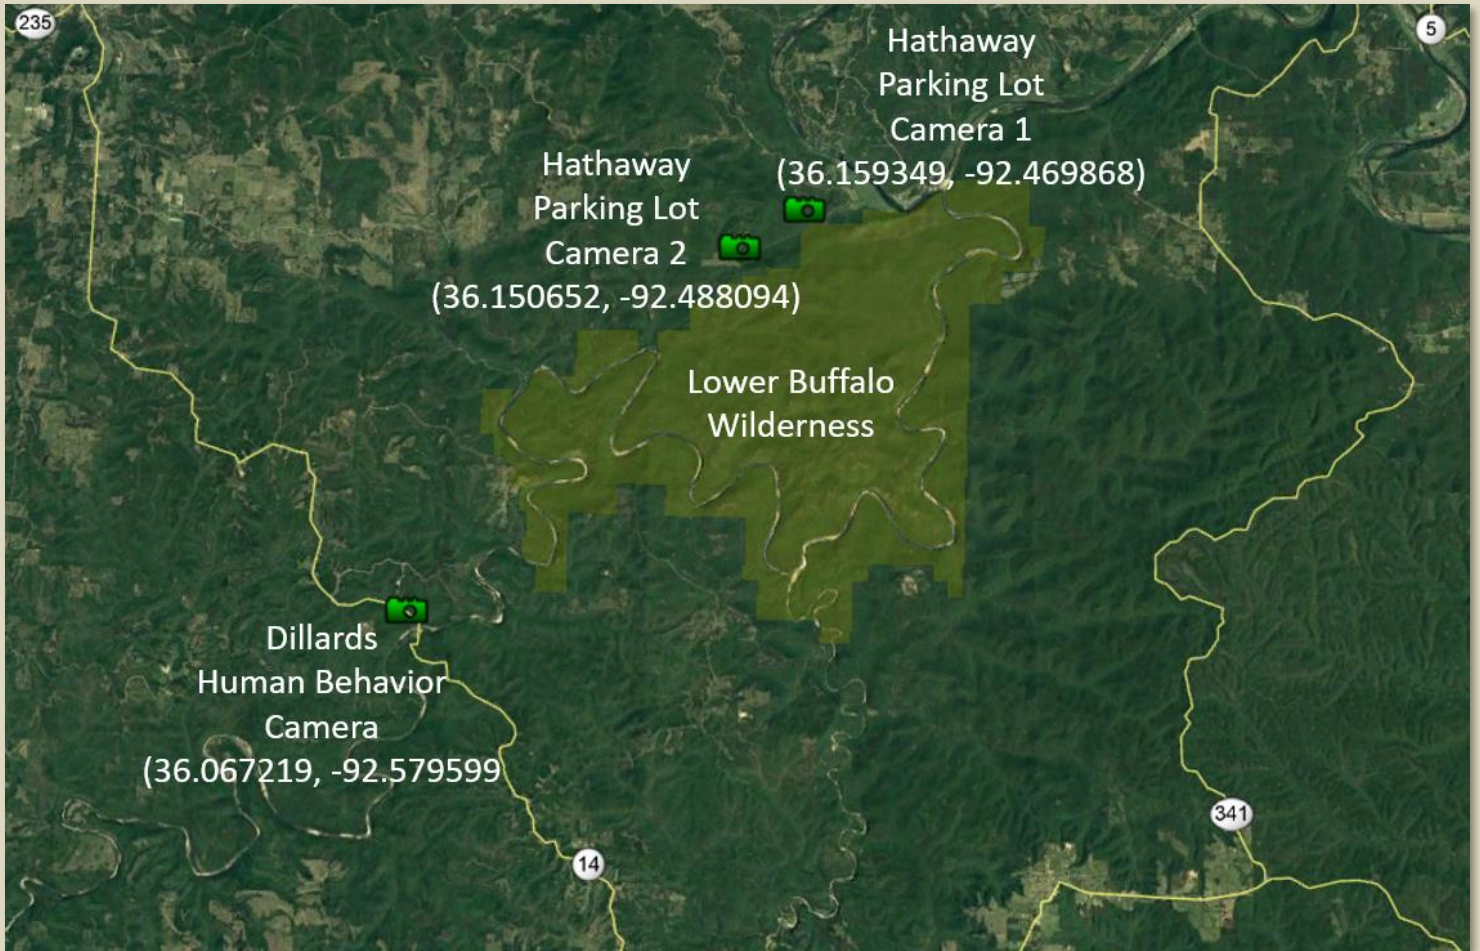 235
5
Hathaway
Parking Lot
Camera 1
(36.159349, -92.469868)
Hathaway
Parking Lot
Camera 2
(36.150652, -92.488094)
Lower Buffalo
Wilderness
Dillards
Human Behavior
Camera
(36.067219, -92.579599
341
14